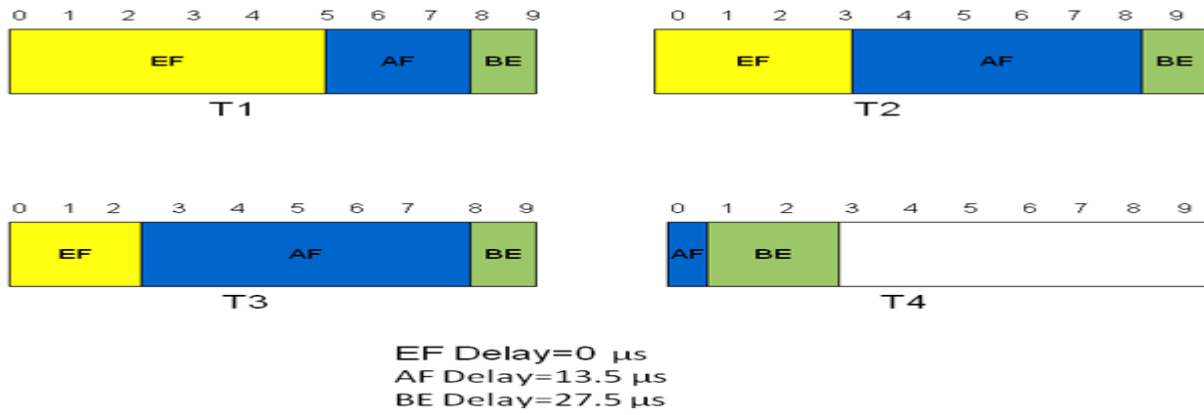 0 1 2 3 4 5 6 7 8 9
EF AF BE
T1
0 1 2 3 4 5 6 7 8 9
EF AF BE
T2
0 1 2 3 4 5 6 7 8 9
EF AF BE
T3
0 1 2 3 4 5 6 7 8 9
AF BE
T4
EF Delay=0 µs
AF Delay=13.5 µs
BE Delay=27.5 µs